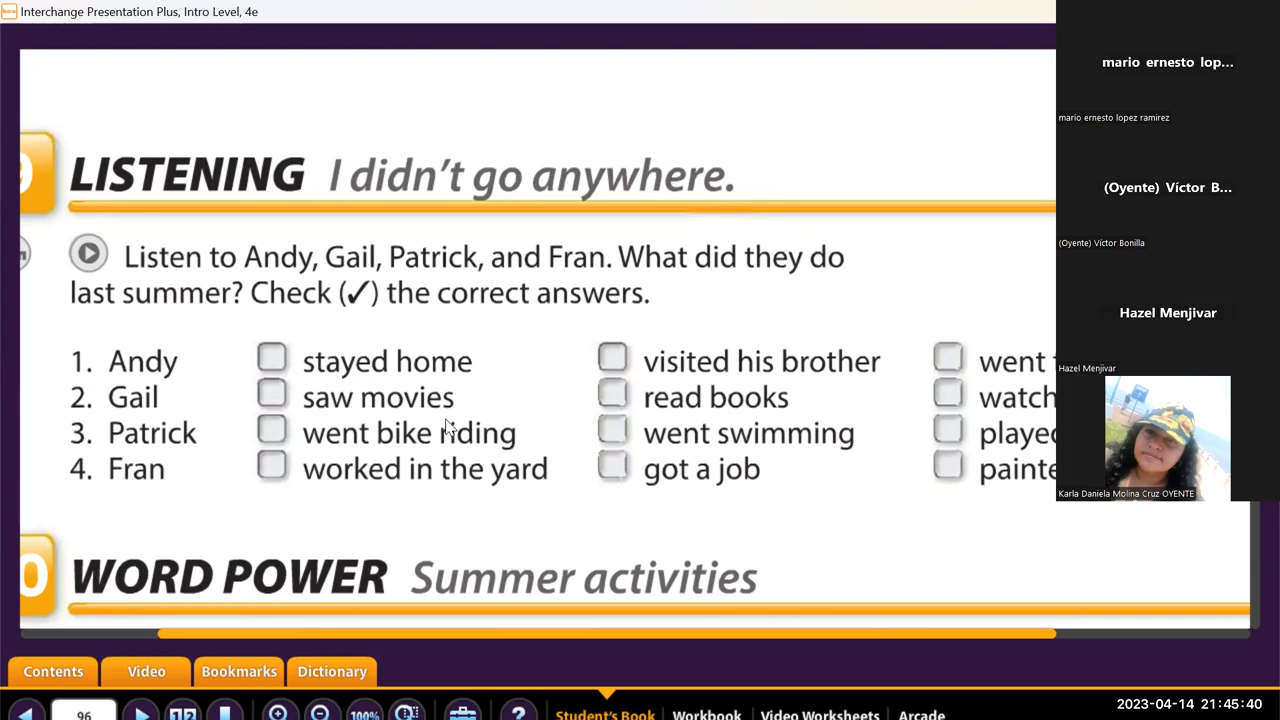 Interchange Presentation Plus, Intro Level, 4e
LISTENING I didn't go anywhere.
Listen to Andy, Gail, Patrick, and Fran. What did they do
last summer? Check (✓) the correct answers.
1. Andy stayed home visited his brother went
2. Gail saw movies read books watch
3. Patrick went bike riding went swimming played
4. Fran worked in the yard got a job painte
WORD POWER Summer activities
Contents Video Bookmarks Dictionary
96 1|2 100% ? Student's Book Workbook Video Worksheets Arcade
mario ernesto lop...
mario ernesto lopez ramirez
(Oyente) Víctor B...
(Oyente) Víctor Bonilla
Hazel Menjivar
Hazel Menjivar
Karla Daniela Molina Cruz OYENTE
2023-04-14 21:45:40